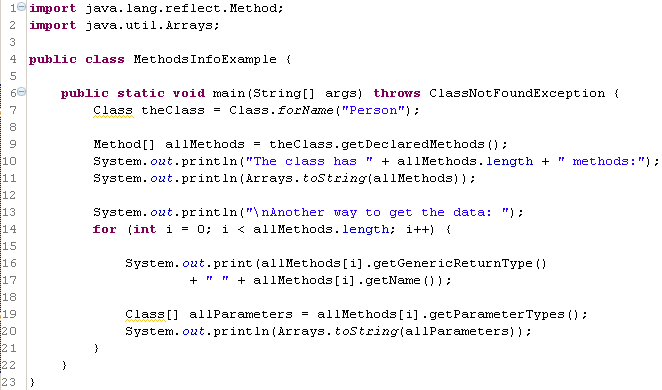 1 import java.lang.reflect.Method;
2 import java.util.Arrays;
3
4 public class MethodsInfoExample {
5
6     public static void main(String[] args) throws ClassNotFoundException {
7         Class theClass = Class.forName("Person");
8
9         Method[] allMethods = theClass.getDeclaredMethods();
10         System.out.println("The class has " + allMethods.length + " methods:");
11         System.out.println(Arrays.toString(allMethods));
12
13         System.out.println("\nAnother way to get the data: ");
14         for (int i = 0; i < allMethods.length; i++) {
15
16             System.out.print(allMethods[i].getGenericReturnType()
17                     + " " + allMethods[i].getName());
18
19             Class[] allParameters = allMethods[i].getParameterTypes();
20             System.out.println(Arrays.toString(allParameters));
21         }
22     }
23 }